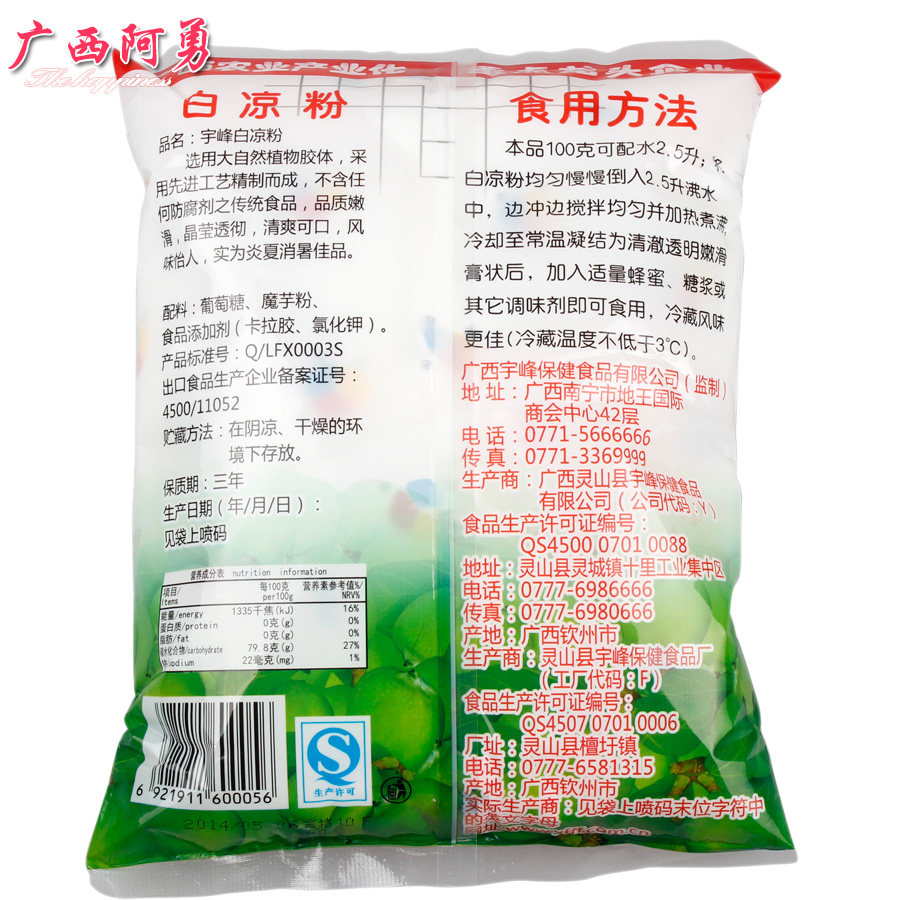 广西阿勇
Thehappiness
农业产业化
白凉粉
品名：宇峰白凉粉
选用大自然植物胶体，采
用先进工艺精制而成，不含任
何防腐剂之传统食品，品质嫩
滑，晶莹透彻，清爽可口，风
味怡人，实为炎夏消暑佳品。
配料：葡萄糖、魔芋粉、
食品添加剂（卡拉胶、氯化钾）。
产品标准号：Q/LFX0003S
出口食品生产企业备案证号：
4500/11052
贮藏方法：在阴凉、干燥的环
境下存放。
保质期：三年
生产日期（年/月/日）：
见袋上喷码
营养成分表 nutrition information
项目/Items 每100克 per100g 营养素参考值%/NRV%
能量/energy 1335千焦(kJ) 16%
蛋白质/protein 0克(g) 0%
脂肪/fat 0克(g) 0%
碳水化合物/carbohydrate 79.8克(g) 27%
钠/sodium 22毫克(mg) 1%
6 921911 600056
生产许可
食用方法
本品100克可配水2.5升；将
白凉粉均匀慢慢倒入2.5升沸水
中，边冲边搅拌均匀并加热煮沸，
冷却至常温凝结为清澈透明嫩滑
膏状后，加入适量蜂蜜、糖浆或
其它调味剂即可食用，冷藏风味
更佳（冷藏温度不低于3℃）。
广西宇峰保健食品有限公司（监制）
地址：广西南宁市地王国际
商会中心42层
电话：0771-5666666
传真：0771-3369999
生产商：广西灵山县宇峰保健食品
有限公司（公司代码：Y）
食品生产许可证编号：
QS4500 0701 0088
地址：灵山县灵城镇十里工业集中区
电话：0777-6986666
传真：0777-6980666
产地：广西钦州市
生产商：灵山县宇峰保健食品厂
（工厂代码：F）
食品生产许可证编号：
QS4507 0701 0006
厂址：灵山县檀圩镇
电话：0777-6581315
产地：广西钦州市
实际生产商：见袋上喷码末位字符中
的英文字母